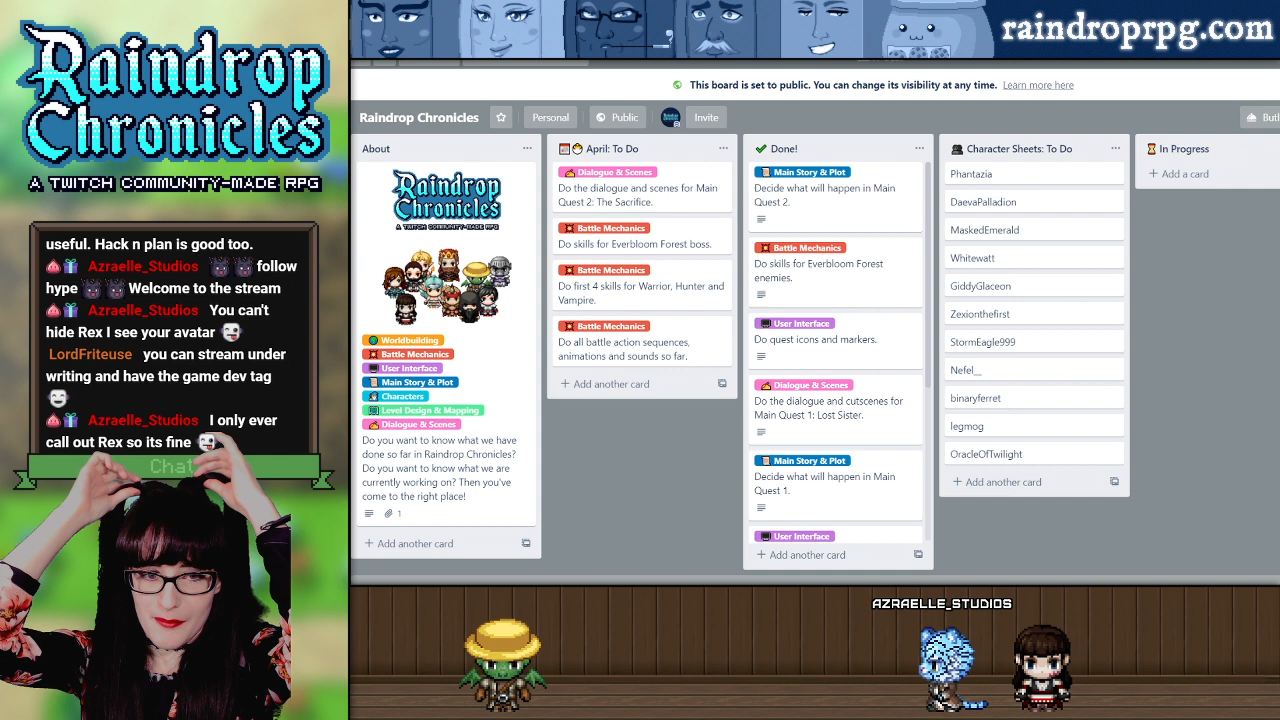 Raindrop
Chronicles
A TWITCH COMMUNITY-MADE RPG
useful. Hack n plan is good too.
Azraelle_Studios follow
hype Welcome to the stream
Azraelle_Studios You can't
hide Rex I see your avatar
LordFriteuse you can stream under
writing and have the game dev tag
Azraelle_Studios I only ever
call out Rex so its fine
Chat
raindroprpg.com
This board is set to public. You can change its visibility at any time. Learn more here
Raindrop Chronicles
Personal
Public
Invite
Butl
About
Raindrop
Chronicles
A TWITCH COMMUNITY-MADE RPG
Worldbuilding
Battle Mechanics
User Interface
Main Story & Plot
Characters
Level Design & Mapping
Dialogue & Scenes
Do you want to know what we have
done so far in Raindrop Chronicles?
Do you want to know what we are
currently working on? Then you've
come to the right place!
1
+ Add another card
April: To Do
Dialogue & Scenes
Do the dialogue and scenes for Main
Quest 2: The Sacrifice.
Battle Mechanics
Do skills for Everbloom Forest boss.
Battle Mechanics
Do first 4 skills for Warrior, Hunter and
Vampire.
Battle Mechanics
Do all battle action sequences,
animations and sounds so far.
+ Add another card
Done!
Main Story & Plot
Decide what will happen in Main
Quest 2.
Battle Mechanics
Do skills for Everbloom Forest
enemies.
User Interface
Do quest icons and markers.
Dialogue & Scenes
Do the dialogue and cutscenes for
Main Quest 1: Lost Sister.
Main Story & Plot
Decide what will happen in Main
Quest 1.
User Interface
+ Add another card
Character Sheets: To Do
Phantazia
DaevaPalladion
MaskedEmerald
Whitewatt
GiddyGlaceon
Zexionthefirst
StormEagle999
Nefel__
binaryferret
legmog
OracleOfTwilight
+ Add another card
In Progress
+ Add a card
AZRAELLE_STUDIOS